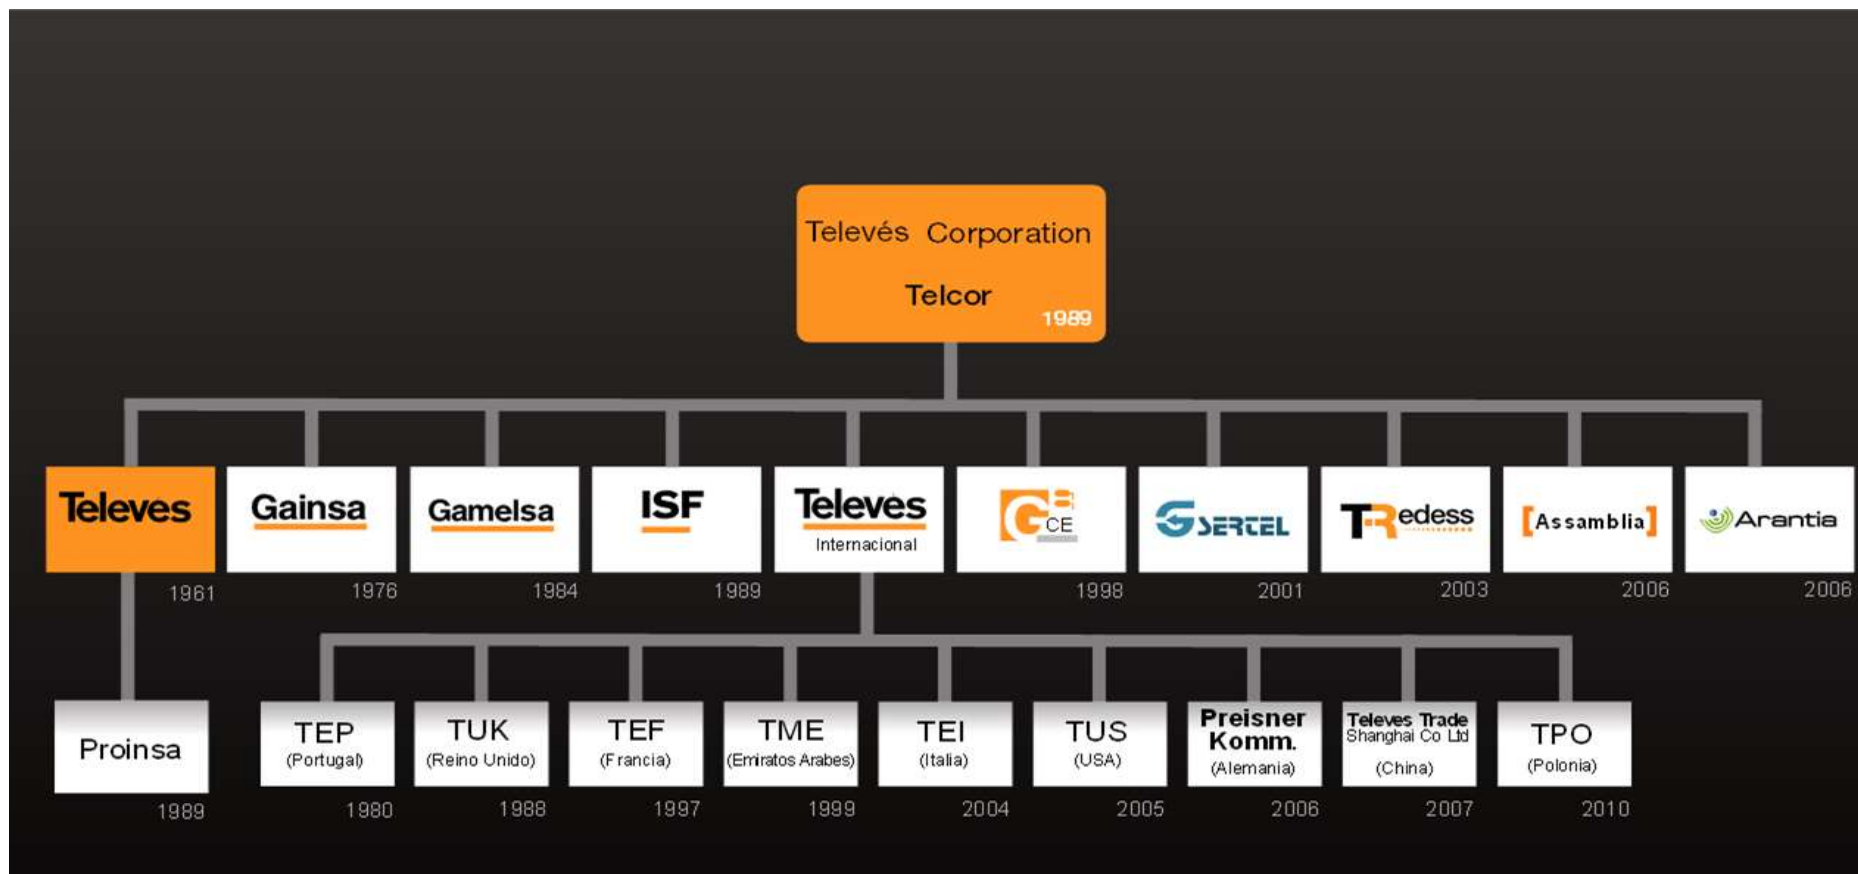 Televés Corporation
Telcor
1989
Televes
1961
Gainsa
1976
Gamelsa
1984
ISF
1989
Televes
Internacional
GCE
1998
SERTEL
2001
TRedess
2003
[Assamblia]
2006
Arantia
2006
Proinsa
1989
TEP
(Portugal)
1980
TUK
(Reino Unido)
1988
TEF
(Francia)
1997
TME
(Emiratos Arabes)
1999
TEI
(Italia)
2004
TUS
(USA)
2005
Preisner
Komm.
(Alemania)
2006
Televes Trade
Shanghai Co Ltd
(China)
2007
TPO
(Polonia)
2010